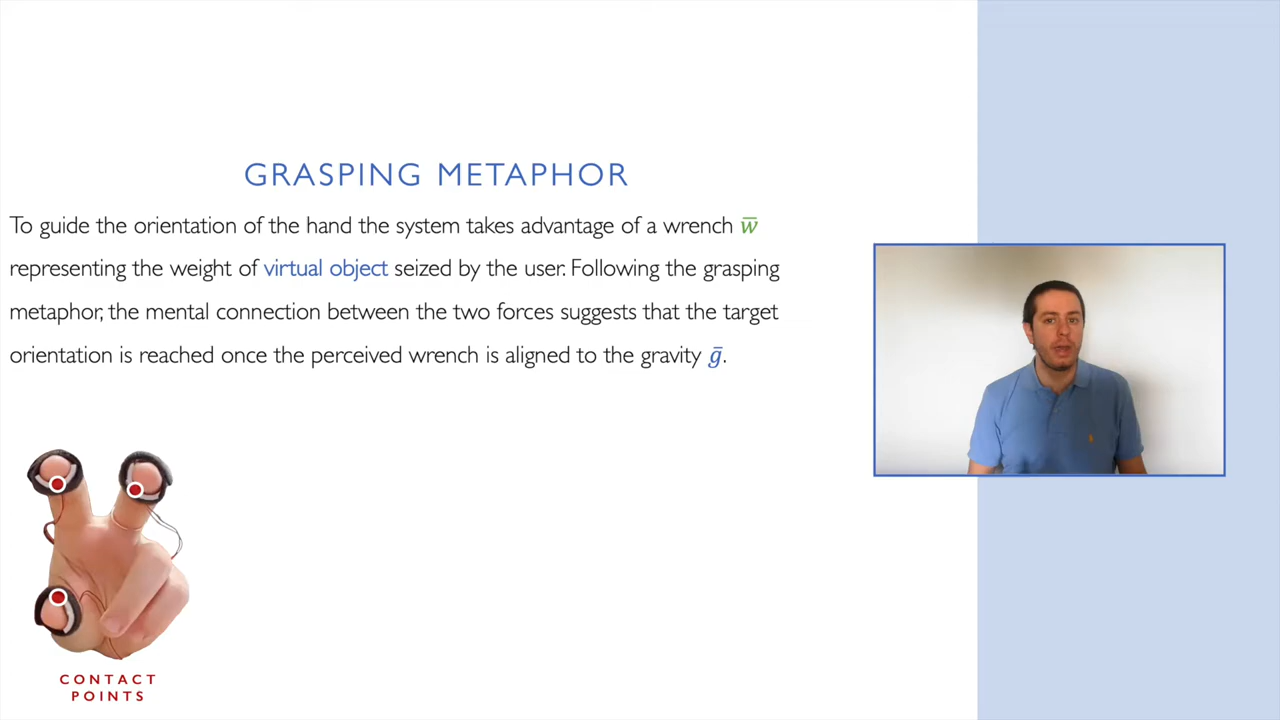 GRASPING METAPHOR
To guide the orientation of the hand the system takes advantage of a wrench w̅
representing the weight of virtual object seized by the user. Following the grasping
metaphor, the mental connection between the two forces suggests that the target
orientation is reached once the perceived wrench is aligned to the gravity g̅.
CONTACT
POINTS